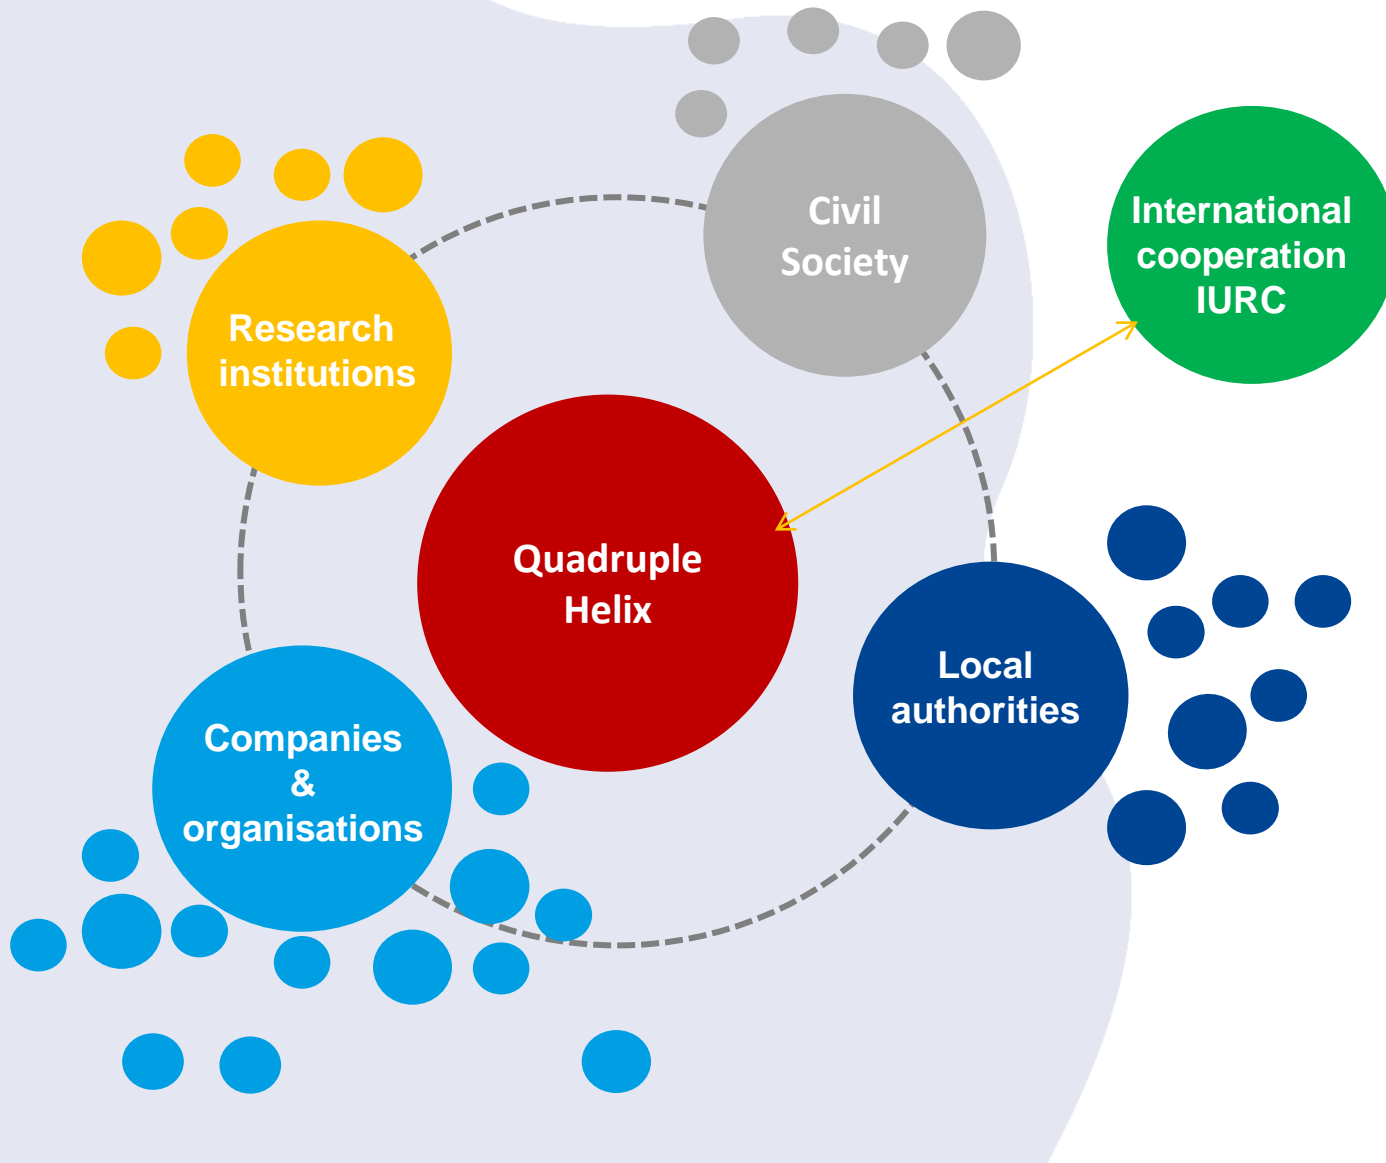 Civil
Society
International
cooperation
IURC
Research
institutions
Quadruple
Helix
Local
authorities
Companies
&
organisations